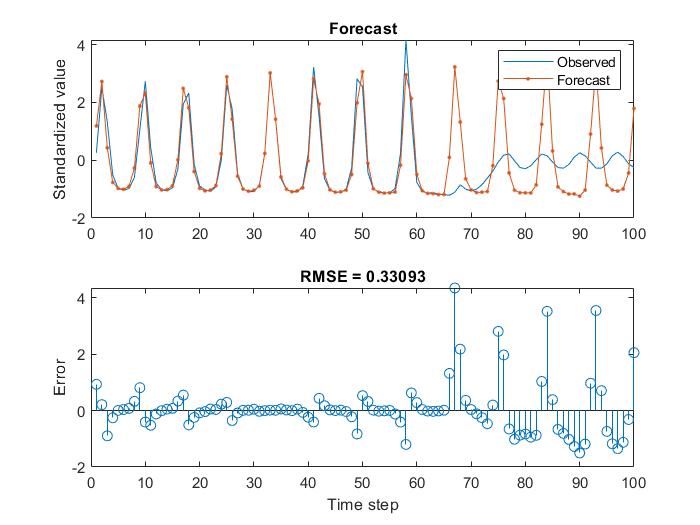 Forecast
4
2
0
-2
Standardized value
Observed
Forecast
0 10 20 30 40 50 60 70 80 90 100
RMSE = 0.33093
4
2
0
-2
Error
0 10 20 30 40 50 60 70 80 90 100
Time step